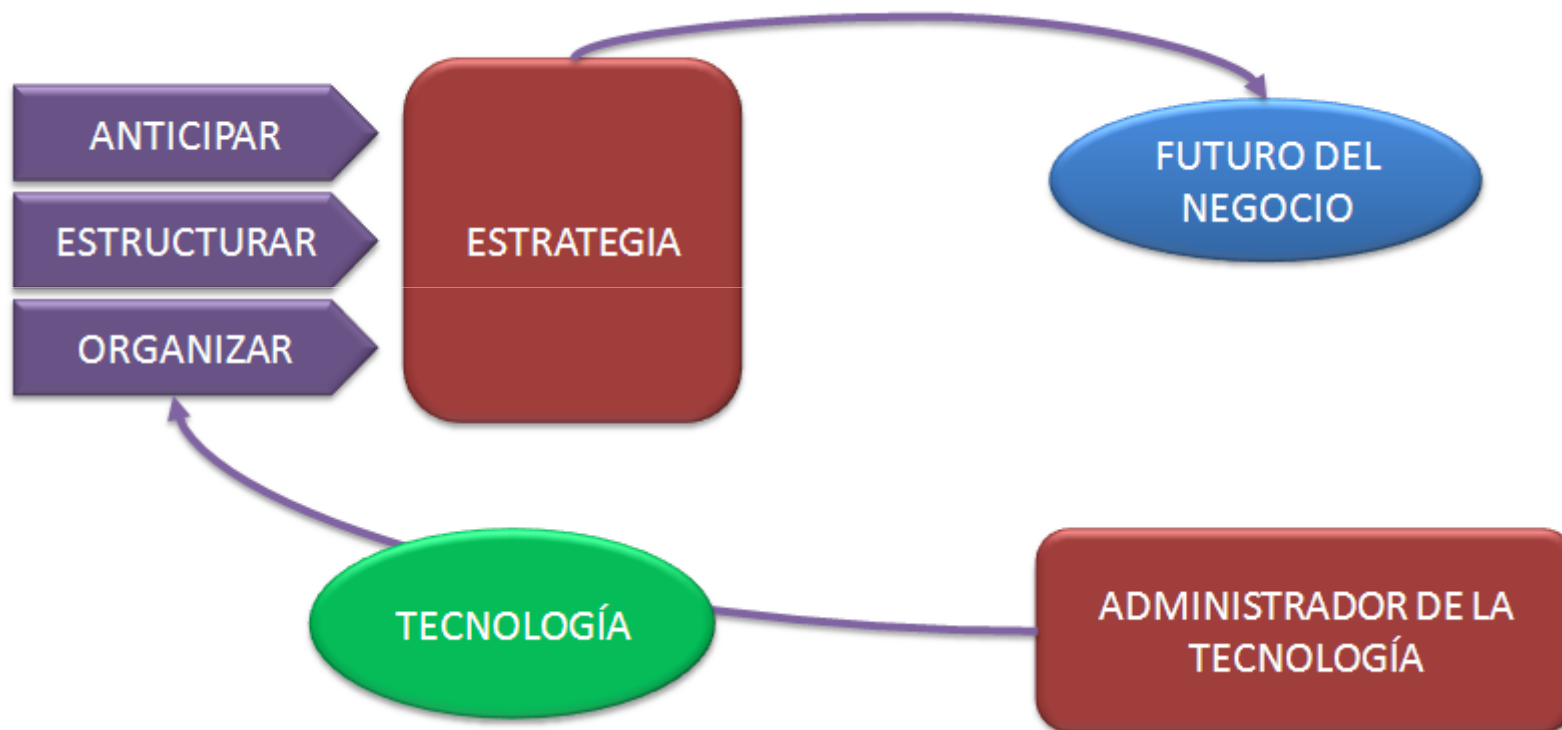 ANTICIPAR
ESTRUCTURAR
ORGANIZAR
ESTRATEGIA
FUTURO DEL
NEGOCIO
TECNOLOGÍA
ADMINISTRADOR DE LA
TECNOLOGÍA